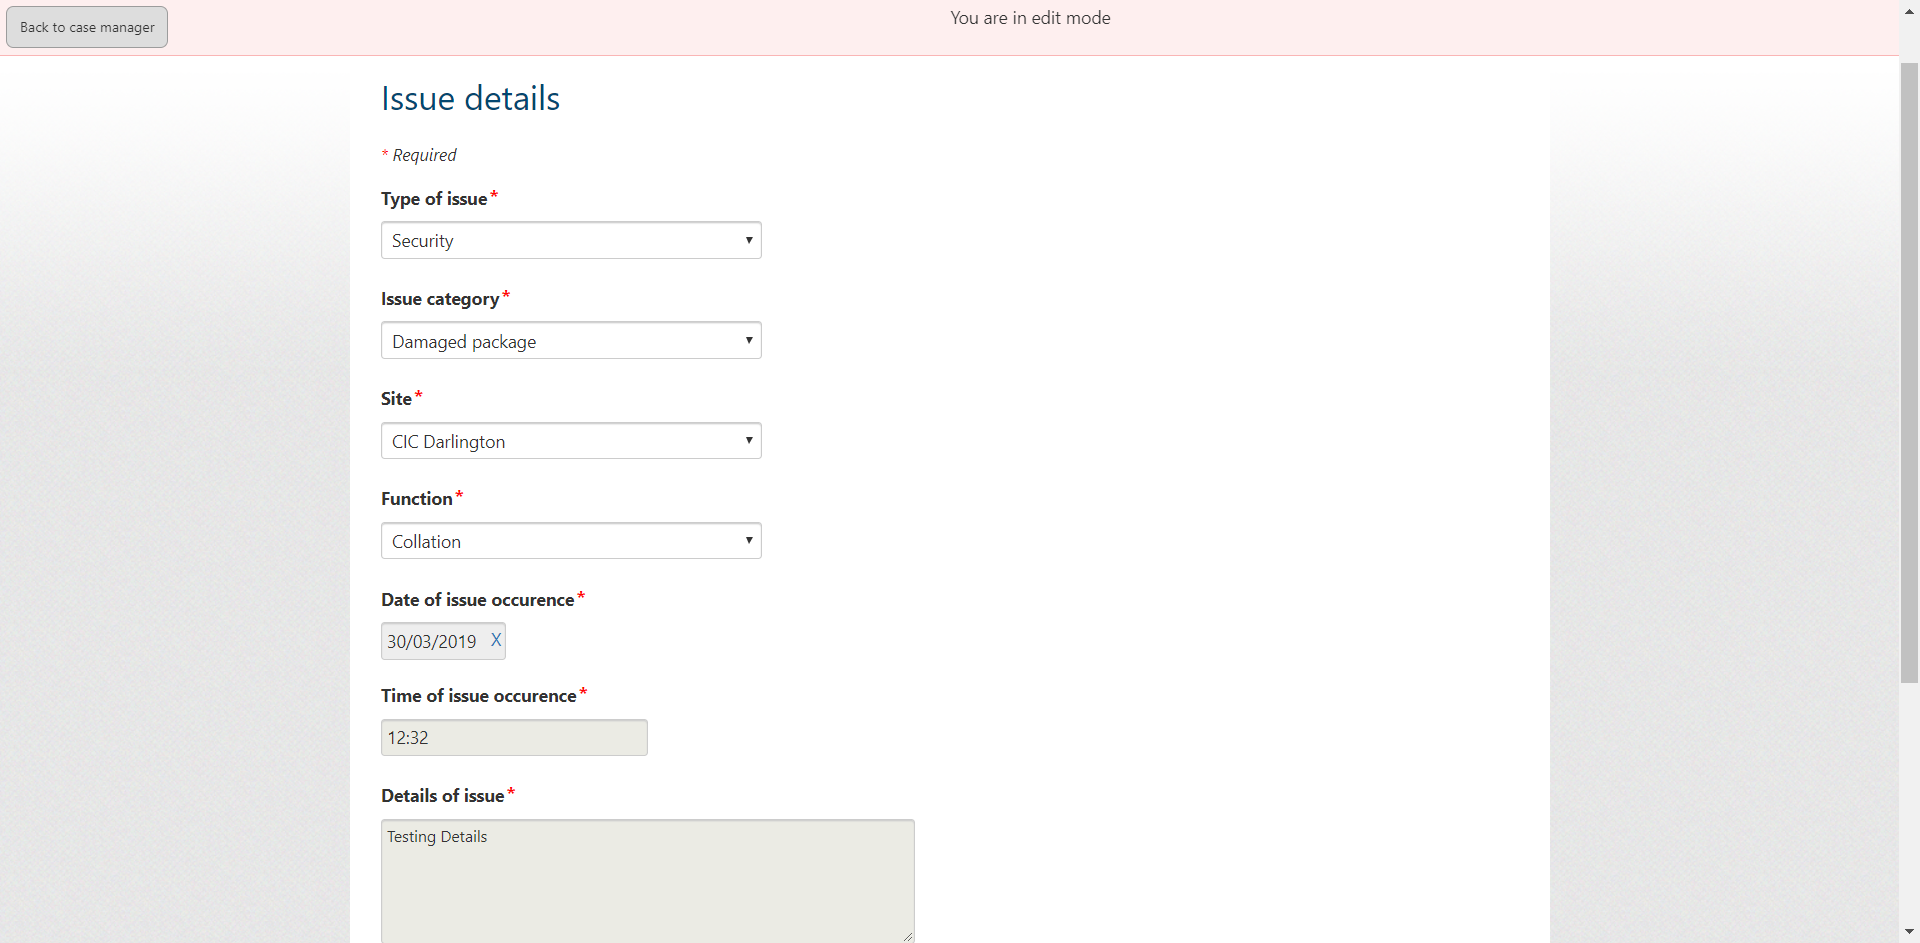 Back to case manager
You are in edit mode
Issue details
* Required
Type of issue*
Security
Issue category*
Damaged package
Site*
CIC Darlington
Function*
Collation
Date of issue occurence*
30/03/2019 X
Time of issue occurence*
12:32
Details of issue*
Testing Details